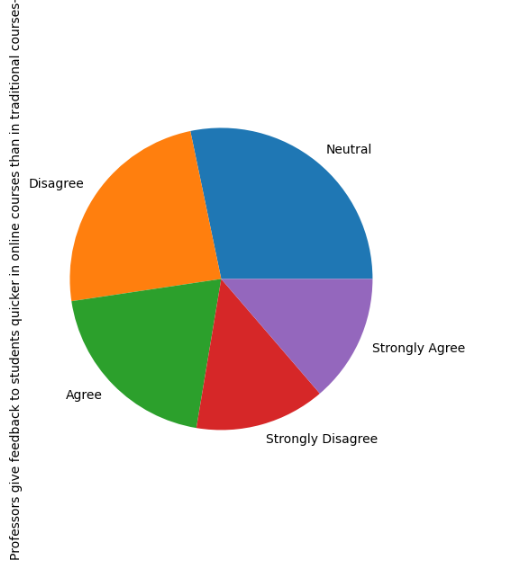 Professors give feedback to students quicker in online courses than in traditional courses-
Neutral
Disagree
Agree
Strongly Disagree
Strongly Agree